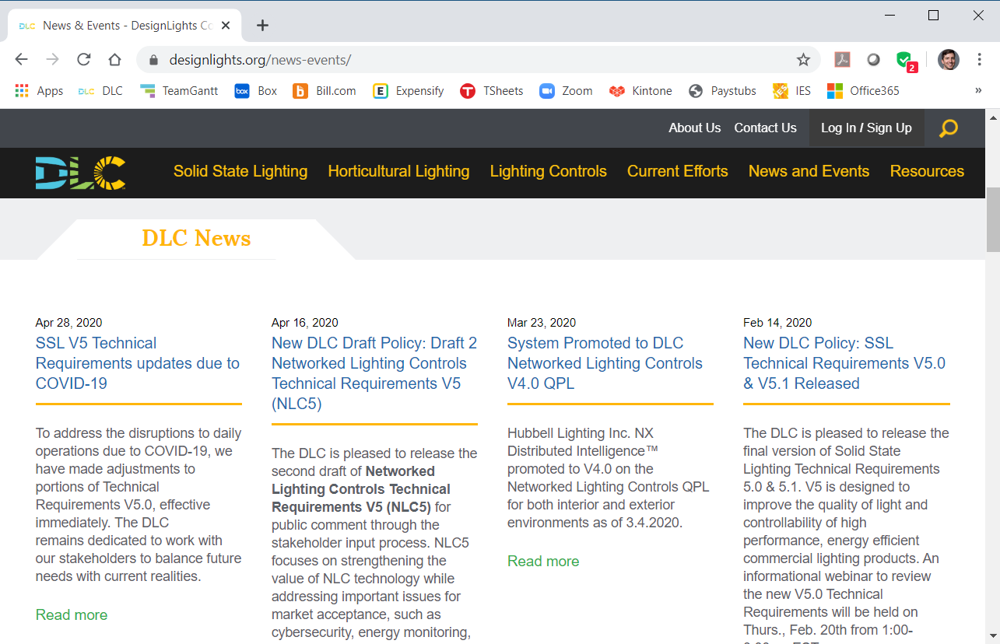 DLC News & Events - DesignLights Co
designlights.org/news-events/
2
Apps DLC DLC TeamGantt box Box b Bill.com E Expensify T TSheets Zoom Kintone Paystubs IES Office365 »
About Us Contact Us Log In / Sign Up
DLC Solid State Lighting Horticultural Lighting Lighting Controls Current Efforts News and Events Resources
DLC News
Apr 28, 2020
SSL V5 Technical
Requirements updates due to
COVID-19
To address the disruptions to daily
operations due to COVID-19, we
have made adjustments to
portions of Technical
Requirements V5.0, effective
immediately. The DLC
remains dedicated to work with
our stakeholders to balance future
needs with current realities.
Read more
Apr 16, 2020
New DLC Draft Policy: Draft 2
Networked Lighting Controls
Technical Requirements V5
(NLC5)
The DLC is pleased to release the
second draft of Networked
Lighting Controls Technical
Requirements V5 (NLC5) for
public comment through the
stakeholder input process. NLC5
focuses on strengthening the
value of NLC technology while
addressing important issues for
market acceptance, such as
cybersecurity, energy monitoring,
Mar 23, 2020
System Promoted to DLC
Networked Lighting Controls
V4.0 QPL
Hubbell Lighting Inc. NX
Distributed Intelligence™
promoted to V4.0 on the
Networked Lighting Controls QPL
for both interior and exterior
environments as of 3.4.2020.
Read more
Feb 14, 2020
New DLC Policy: SSL
Technical Requirements V5.0
& V5.1 Released
The DLC is pleased to release the
final version of Solid State
Lighting Technical Requirements
5.0 & 5.1. V5 is designed to
improve the quality of light and
controllability of high
performance, energy efficient
commercial lighting products. An
informational webinar to review
the new V5.0 Technical
Requirements will be held on
Thurs., Feb. 20th from 1:00-